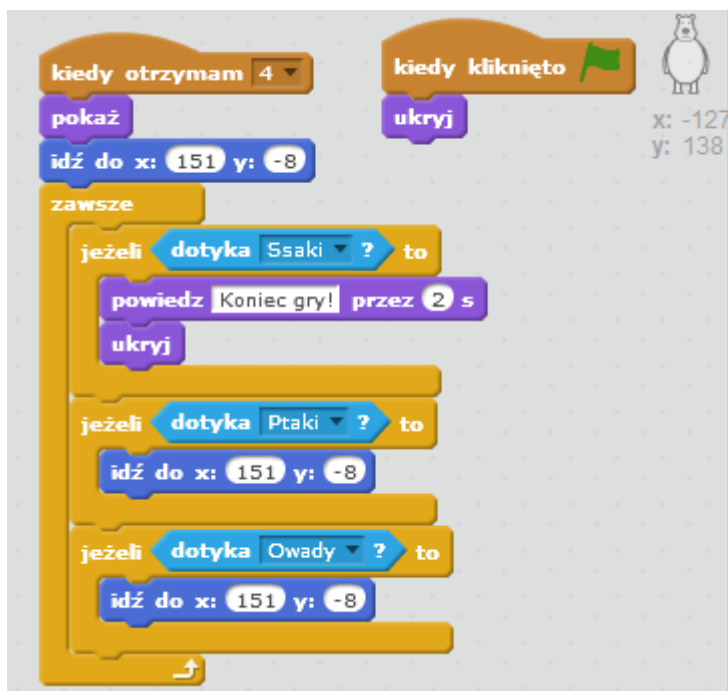 kiedy otrzymam 4
pokaż
idź do x: 151 y: -8
zawsze
jeżeli dotyka Ssaki ? to
powiedz Koniec gry! przez 2 s
ukryj
jeżeli dotyka Ptaki ? to
idź do x: 151 y: -8
jeżeli dotyka Owady ? to
idź do x: 151 y: -8
kiedy kliknięto
ukryj
x: -127
y: 138